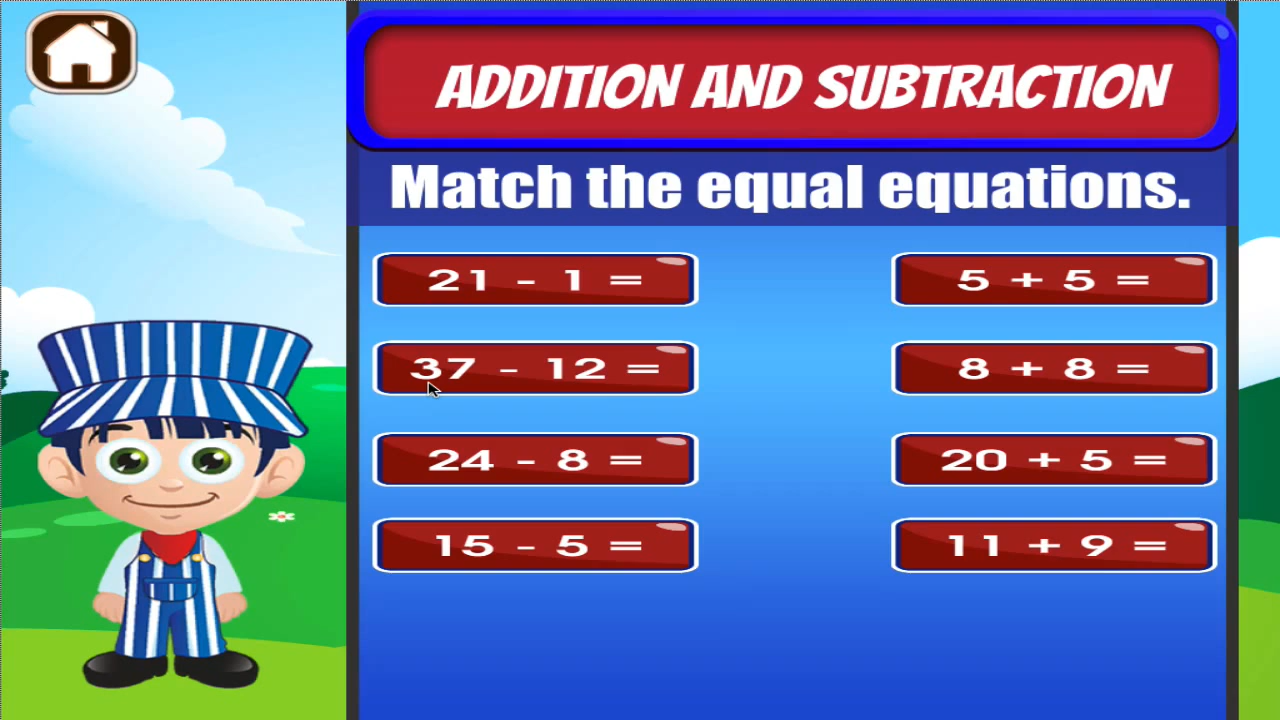 ADDITION AND SUBTRACTION
Match the equal equations.
21 - 1 =
5 + 5 =
37 - 12 =
8 + 8 =
24 - 8 =
20 + 5 =
15 - 5 =
11 + 9 =